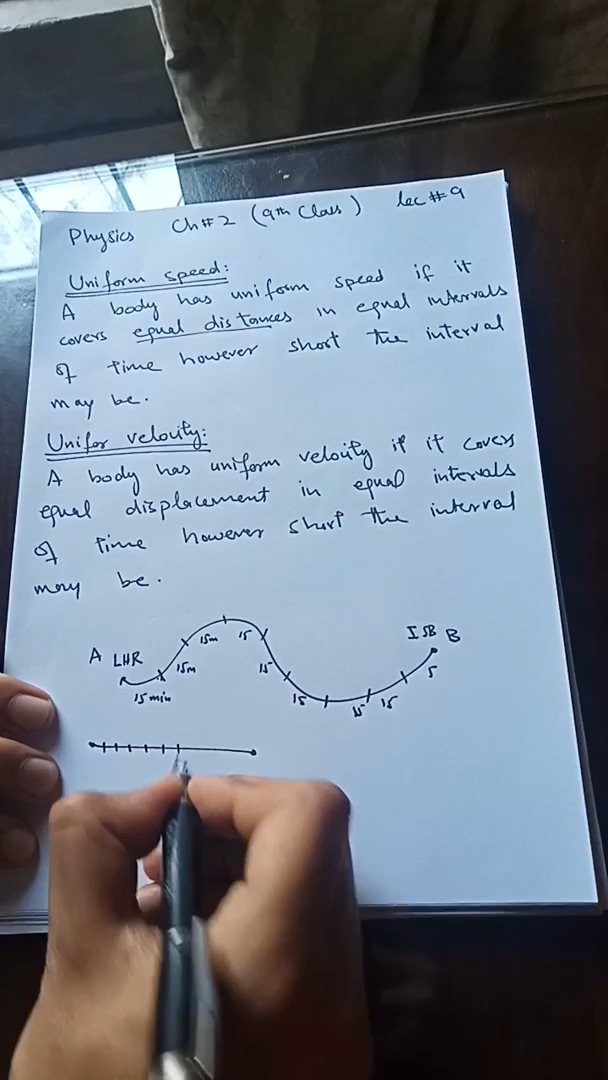 Physics Ch#2 (9th Class) lec #9
Uniform speed:
A body has uniform speed if it
covers equal distances in equal intervals
of time however short the interval
may be.
Unifor velocity:
A body has uniform velocity if it covers
equal displacement in equal intervals
of time however short the interval
may be.
A LHR 15min 15m 15m 15 15 15 15 15 5 ISB B